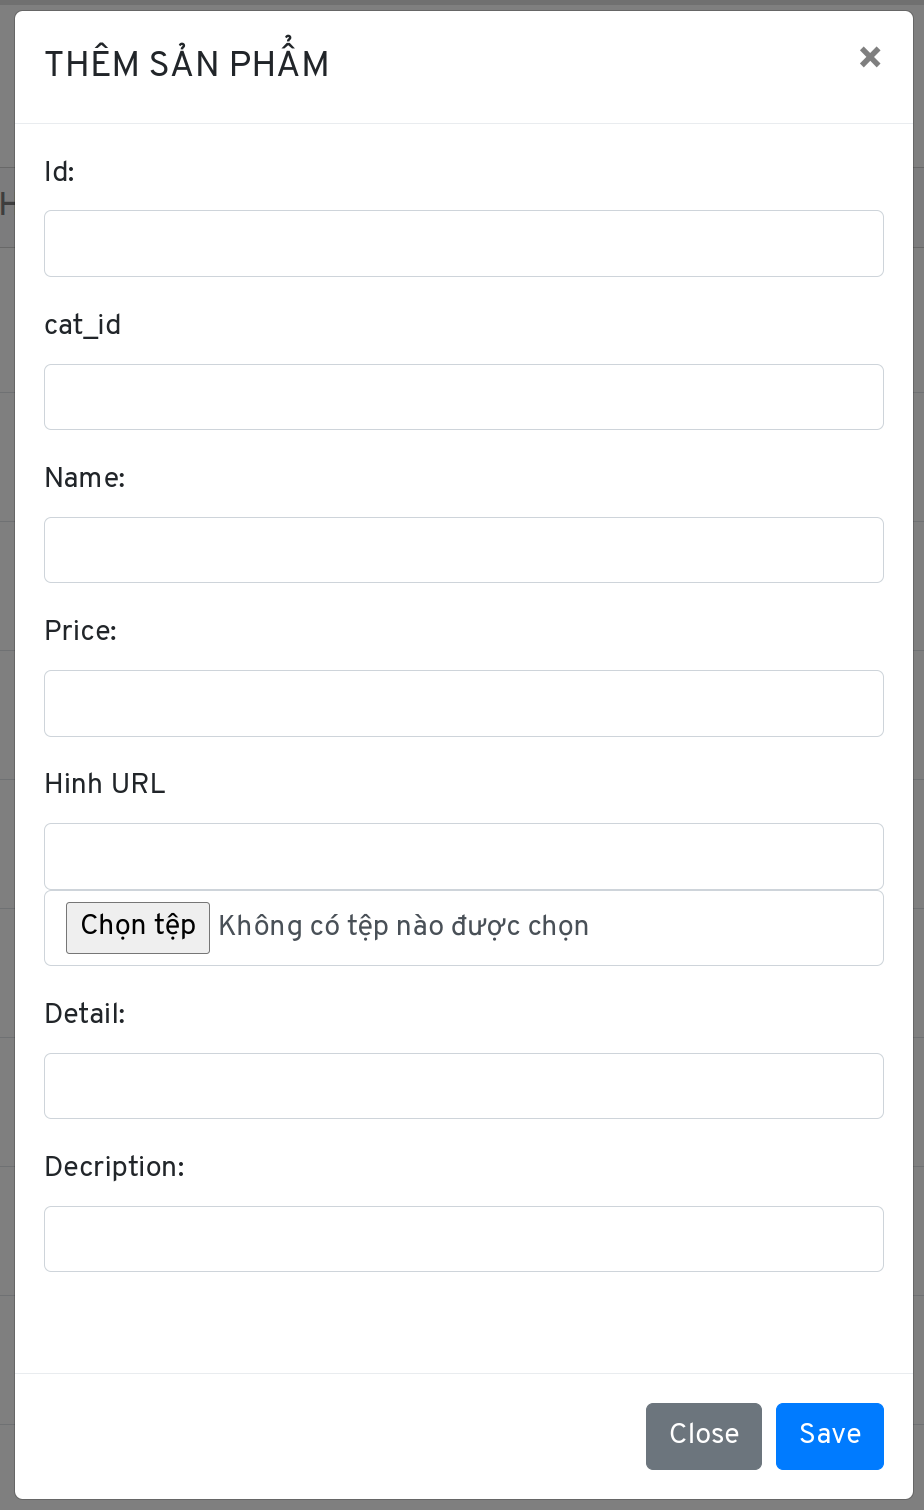 THÊM SẢN PHẨM
×
Id:
cat_id
Name:
Price:
Hinh URL
Chọn tệp Không có tệp nào được chọn
Detail:
Decription:
Close Save